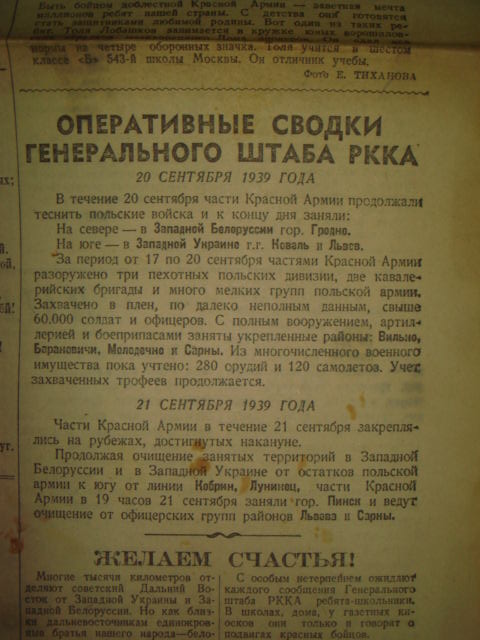 Быть бойцом доблестной Красной Армии — заветная мечта
миллионов ребят нашей страны. С детства они готовятся
стать защитниками любимой родины. Вот один из таких ре-
бят. Толя Лобашков занимается в кружке юных ворошилов-
нормы на четыре оборонных значка. Толя учится в шестом
классе «Б» 543-й школы Москвы. Он отличник учебы.
Фото Е. ТИХАНОВА
ОПЕРАТИВНЫЕ СВОДКИ
ГЕНЕРАЛЬНОГО ШТАБА РККА
20 СЕНТЯБРЯ 1939 ГОДА
В течение 20 сентября части Красной Армии продолжали
теснить польские войска и к концу дня заняли:
На севере — в Западной Белоруссии гор. Гродно.
На юге — в Западной Украине г.г. Ковель и Львов.
За период от 17 по 20 сентября частями Красной Армии
разоружено три пехотных польских дивизии, две кавале-
рийских бригады и много мелких групп польской армии.
Захвачено в плен, по далеко неполным данным, свыше
60.000 солдат и офицеров. С полным вооружением, артил-
лерией и боеприпасами заняты укрепленные районы: Вильно,
Барановичи, Молодечно и Сарны. Из многочисленного военного
имущества пока учтено: 280 орудий и 120 самолетов. Учет
захваченных трофеев продолжается.
21 СЕНТЯБРЯ 1939 ГОДА
Части Красной Армии в течение 21 сентября закрепля-
лись на рубежах, достигнутых накануне.
Продолжая очищение занятых территорий в Западной
Белоруссии и в Западной Украине от остатков польской
армии к югу от линии Кобрин, Лунинец, части Красной
Армии в 19 часов 21 сентября заняли гор. Пинск и ведут
очищение от офицерских групп районов Львова и Сарны.
ЖЕЛАЕМ СЧАСТЬЯ!
Многие тысячи километров от-
деляют советский Дальний Во-
сток от Западной Украины и За-
падной Белоруссии. Но как близ-
ки дальневосточникам единокров-
ные братья нашего народа—бело-
С особым нетерпением ожидают
каждого сообщения Генерального
штаба РККА ребята-школьники.
В школах, дома, у газетных ки-
осков они только и говорят о
подвигах красных бойцов.